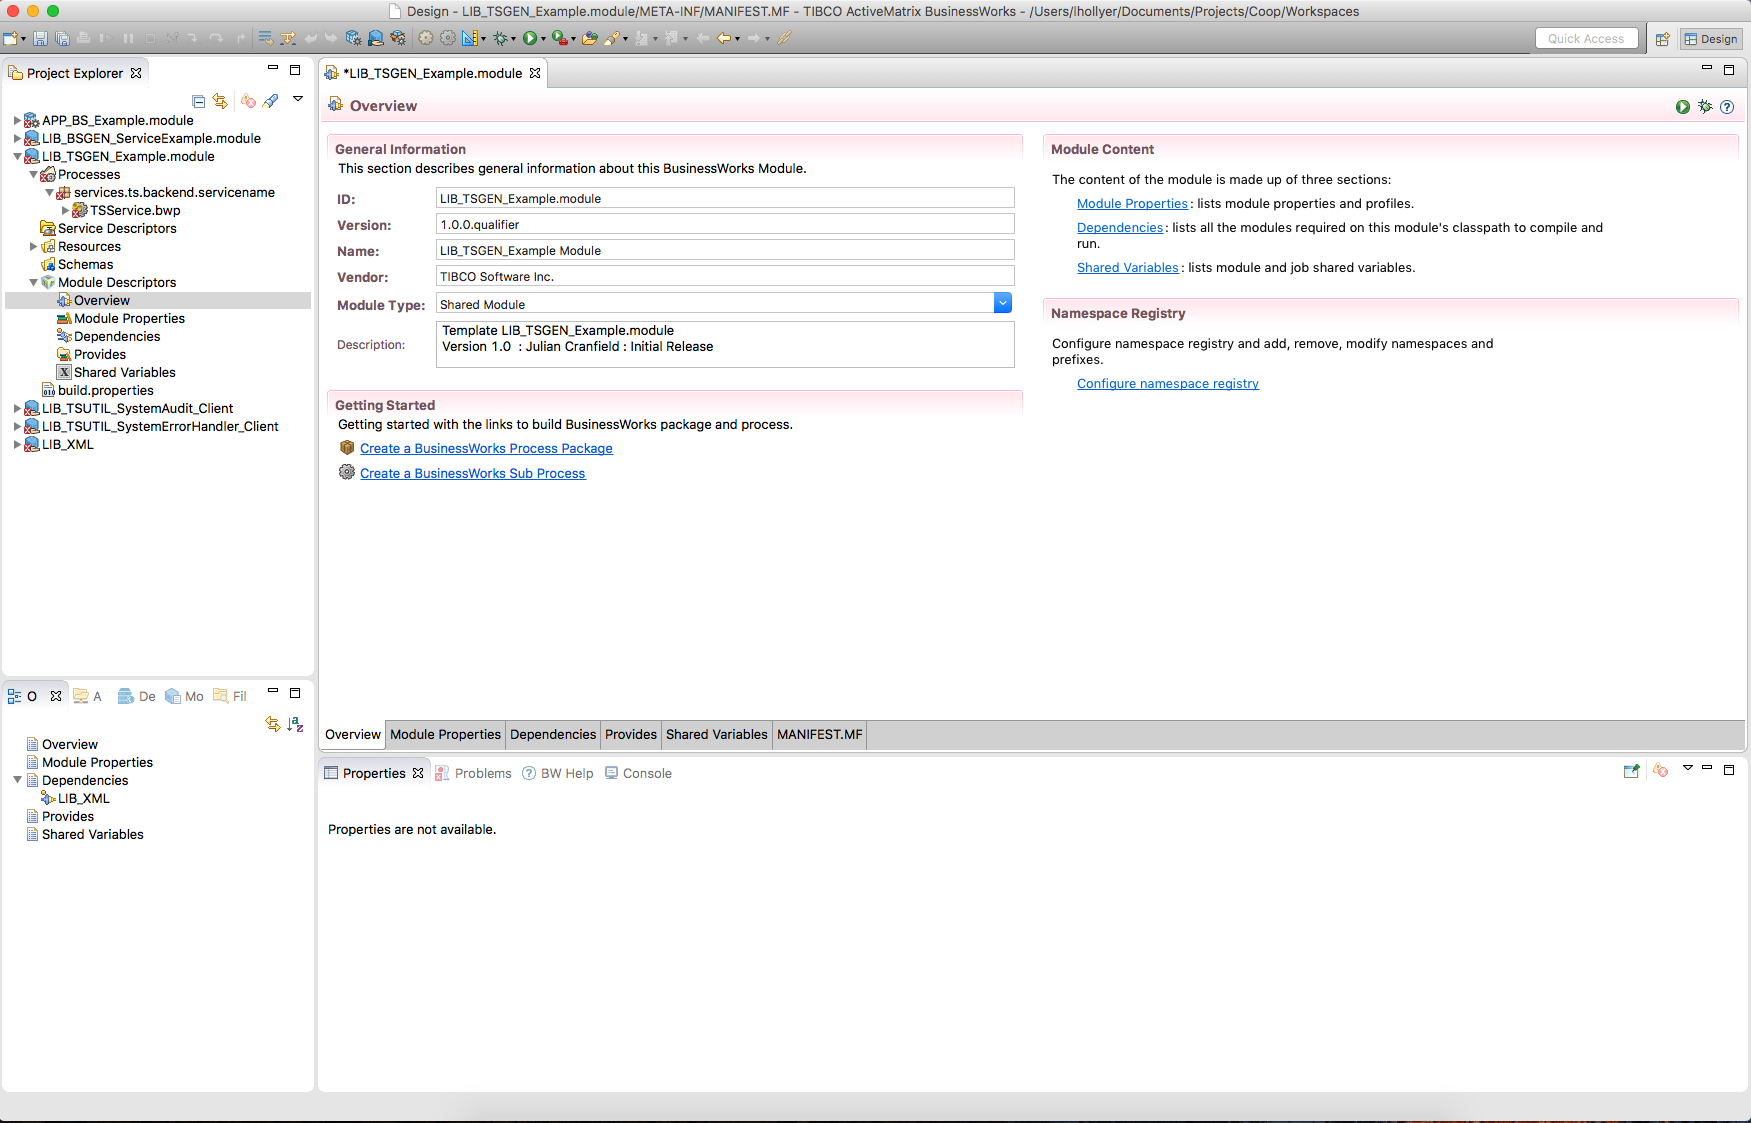 Design - LIB_TSGEN_Example.module/META-INF/MANIFEST.MF - TIBCO ActiveMatrix BusinessWorks - /Users/lhollyer/Documents/Projects/Coop/Workspaces
Quick Access
Design
Project Explorer
APP_BS_Example.module
LIB_BSGEN_ServiceExample.module
LIB_TSGEN_Example.module
Processes
services.ts.backend.servicename
TSService.bwp
Service Descriptors
Resources
Schemas
Module Descriptors
Overview
Module Properties
Dependencies
Provides
X Shared Variables
build.properties
LIB_TSUTIL_SystemAudit_Client
LIB_TSUTIL_SystemErrorHandler_Client
LIB_XML
O A De Mo Fil
Overview
Module Properties
Dependencies
LIB_XML
Provides
Shared Variables
*LIB_TSGEN_Example.module
Overview
General Information
This section describes general information about this BusinessWorks Module.
ID: LIB_TSGEN_Example.module
Version: 1.0.0.qualifier
Name: LIB_TSGEN_Example Module
Vendor: TIBCO Software Inc.
Module Type: Shared Module
Description: Template LIB_TSGEN_Example.module
Version 1.0 : Julian Cranfield : Initial Release
Getting Started
Getting started with the links to build BusinessWorks package and process.
Create a BusinessWorks Process Package
Create a BusinessWorks Sub Process
Module Content
The content of the module is made up of three sections:
Module Properties : lists module properties and profiles.
Dependencies : lists all the modules required on this module's classpath to compile and
run.
Shared Variables : lists module and job shared variables.
Namespace Registry
Configure namespace registry and add, remove, modify namespaces and
prefixes.
Configure namespace registry
Overview Module Properties Dependencies Provides Shared Variables MANIFEST.MF
Properties Problems BW Help Console
Properties are not available.